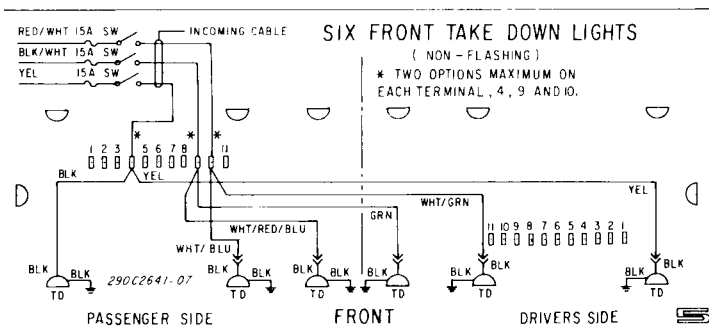 SIX FRONT TAKE DOWN LIGHTS
( NON-FLASHING )
* TWO OPTIONS MAXIMUM ON
EACH TERMINAL, 4, 9 AND 10.
RED/WHT 15A SW
INCOMING CABLE
BLK/WHT 15A SW
YEL 15A SW
* * *
1 2 3 5 6 7 8 11
BLK YEL
WHT/GRN
YEL
GRN
WHT/RED/BLU
WHT/BLU
11 10 9 8 7 6 5 4 3 2 1
BLK BLK BLK BLK BLK BLK BLK BLK BLK BLK BLK BLK
290C2641-07
TD TD TD TD TD TD
PASSENGER SIDE FRONT DRIVERS SIDE